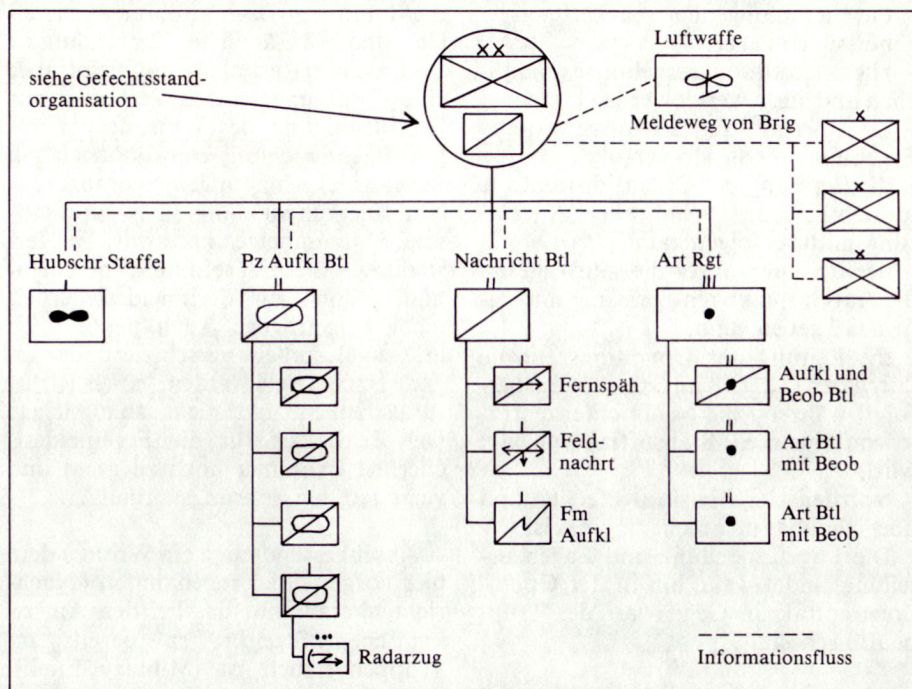 Luftwaffe
siehe Gefechtsstand-
organisation
Meldeweg von Brig
Hubschr Staffel
Pz Aufkl Btl
Nachricht Btl
Art Rgt
Fernspäh
Aufkl und
Beob Btl
Feld-
nachrt
Art Btl
mit Beob
Fm
Aufkl
Art Btl
mit Beob
Radarzug
Informationsfluss